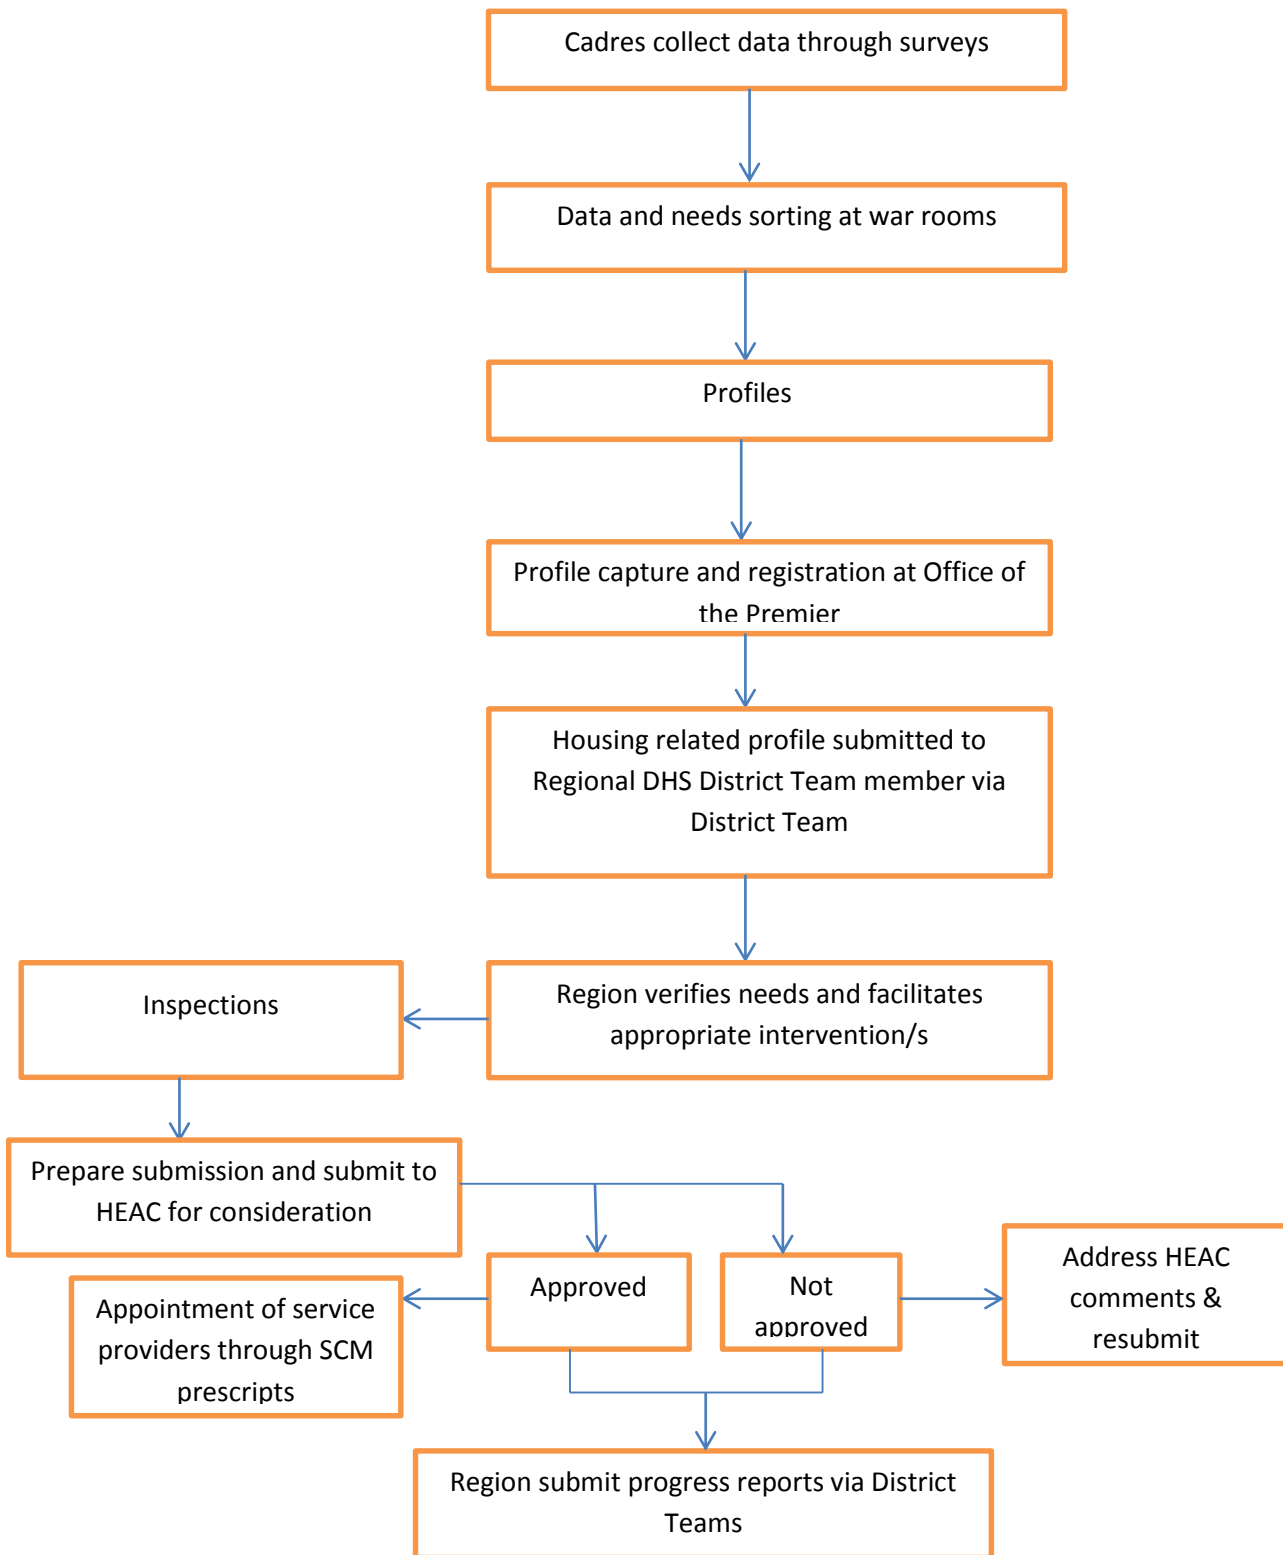 Cadres collect data through surveys
Data and needs sorting at war rooms
Profiles
Profile capture and registration at Office of
the Premier
Housing related profile submitted to
Regional DHS District Team member via
District Team
Region verifies needs and facilitates
appropriate intervention/s
Inspections
Prepare submission and submit to
HEAC for consideration
Approved
Not
approved
Address HEAC
comments &
resubmit
Appointment of service
providers through SCM
prescripts
Region submit progress reports via District
Teams